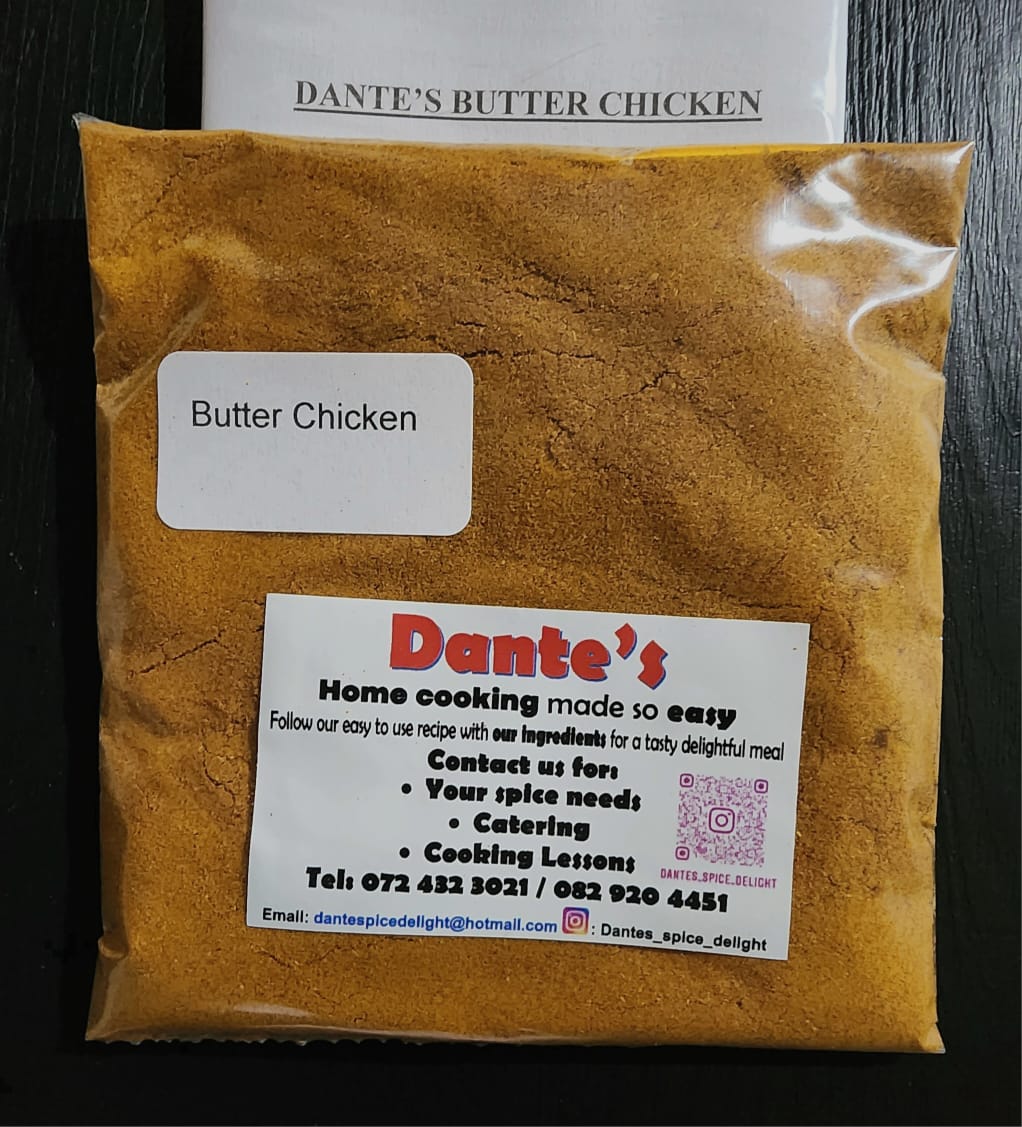 DANTE'S BUTTER CHICKEN
Butter Chicken
Dante's
Home cooking made so easy
Follow our easy to use recipe with our ingredients for a tasty delightful meal
Contact us for:
• Your spice needs
• Catering
• Cooking Lessons
DANTES_SPICE_DELIGHT
Tel: 072 432 3021 / 082 920 4451
Email: dantespicedelight@hotmail.com : Dantes_spice_delight